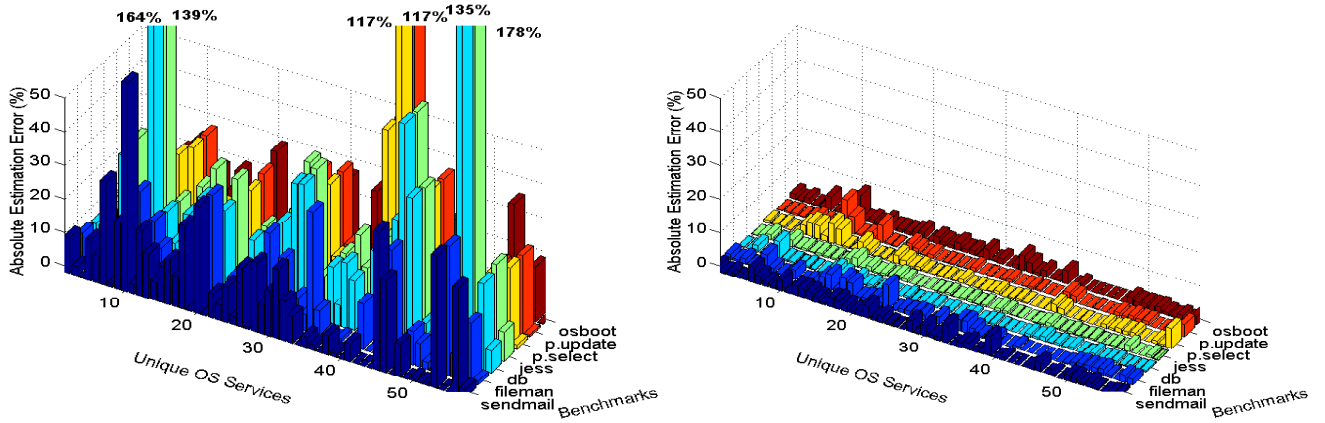 164% 139% 117% 117% 135% 178%
Absolute Estimation Error (%)
50
40
30
20
10
0
10
20
30
40
50
Unique OS Services
osboot
p.update
p.select
jess
db
fileman
sendmail
Benchmarks
Absolute Estimation Error (%)
50
40
30
20
10
0
10
20
30
40
50
Unique OS Services
osboot
p.update
p.select
jess
db
fileman
sendmail
Benchmarks